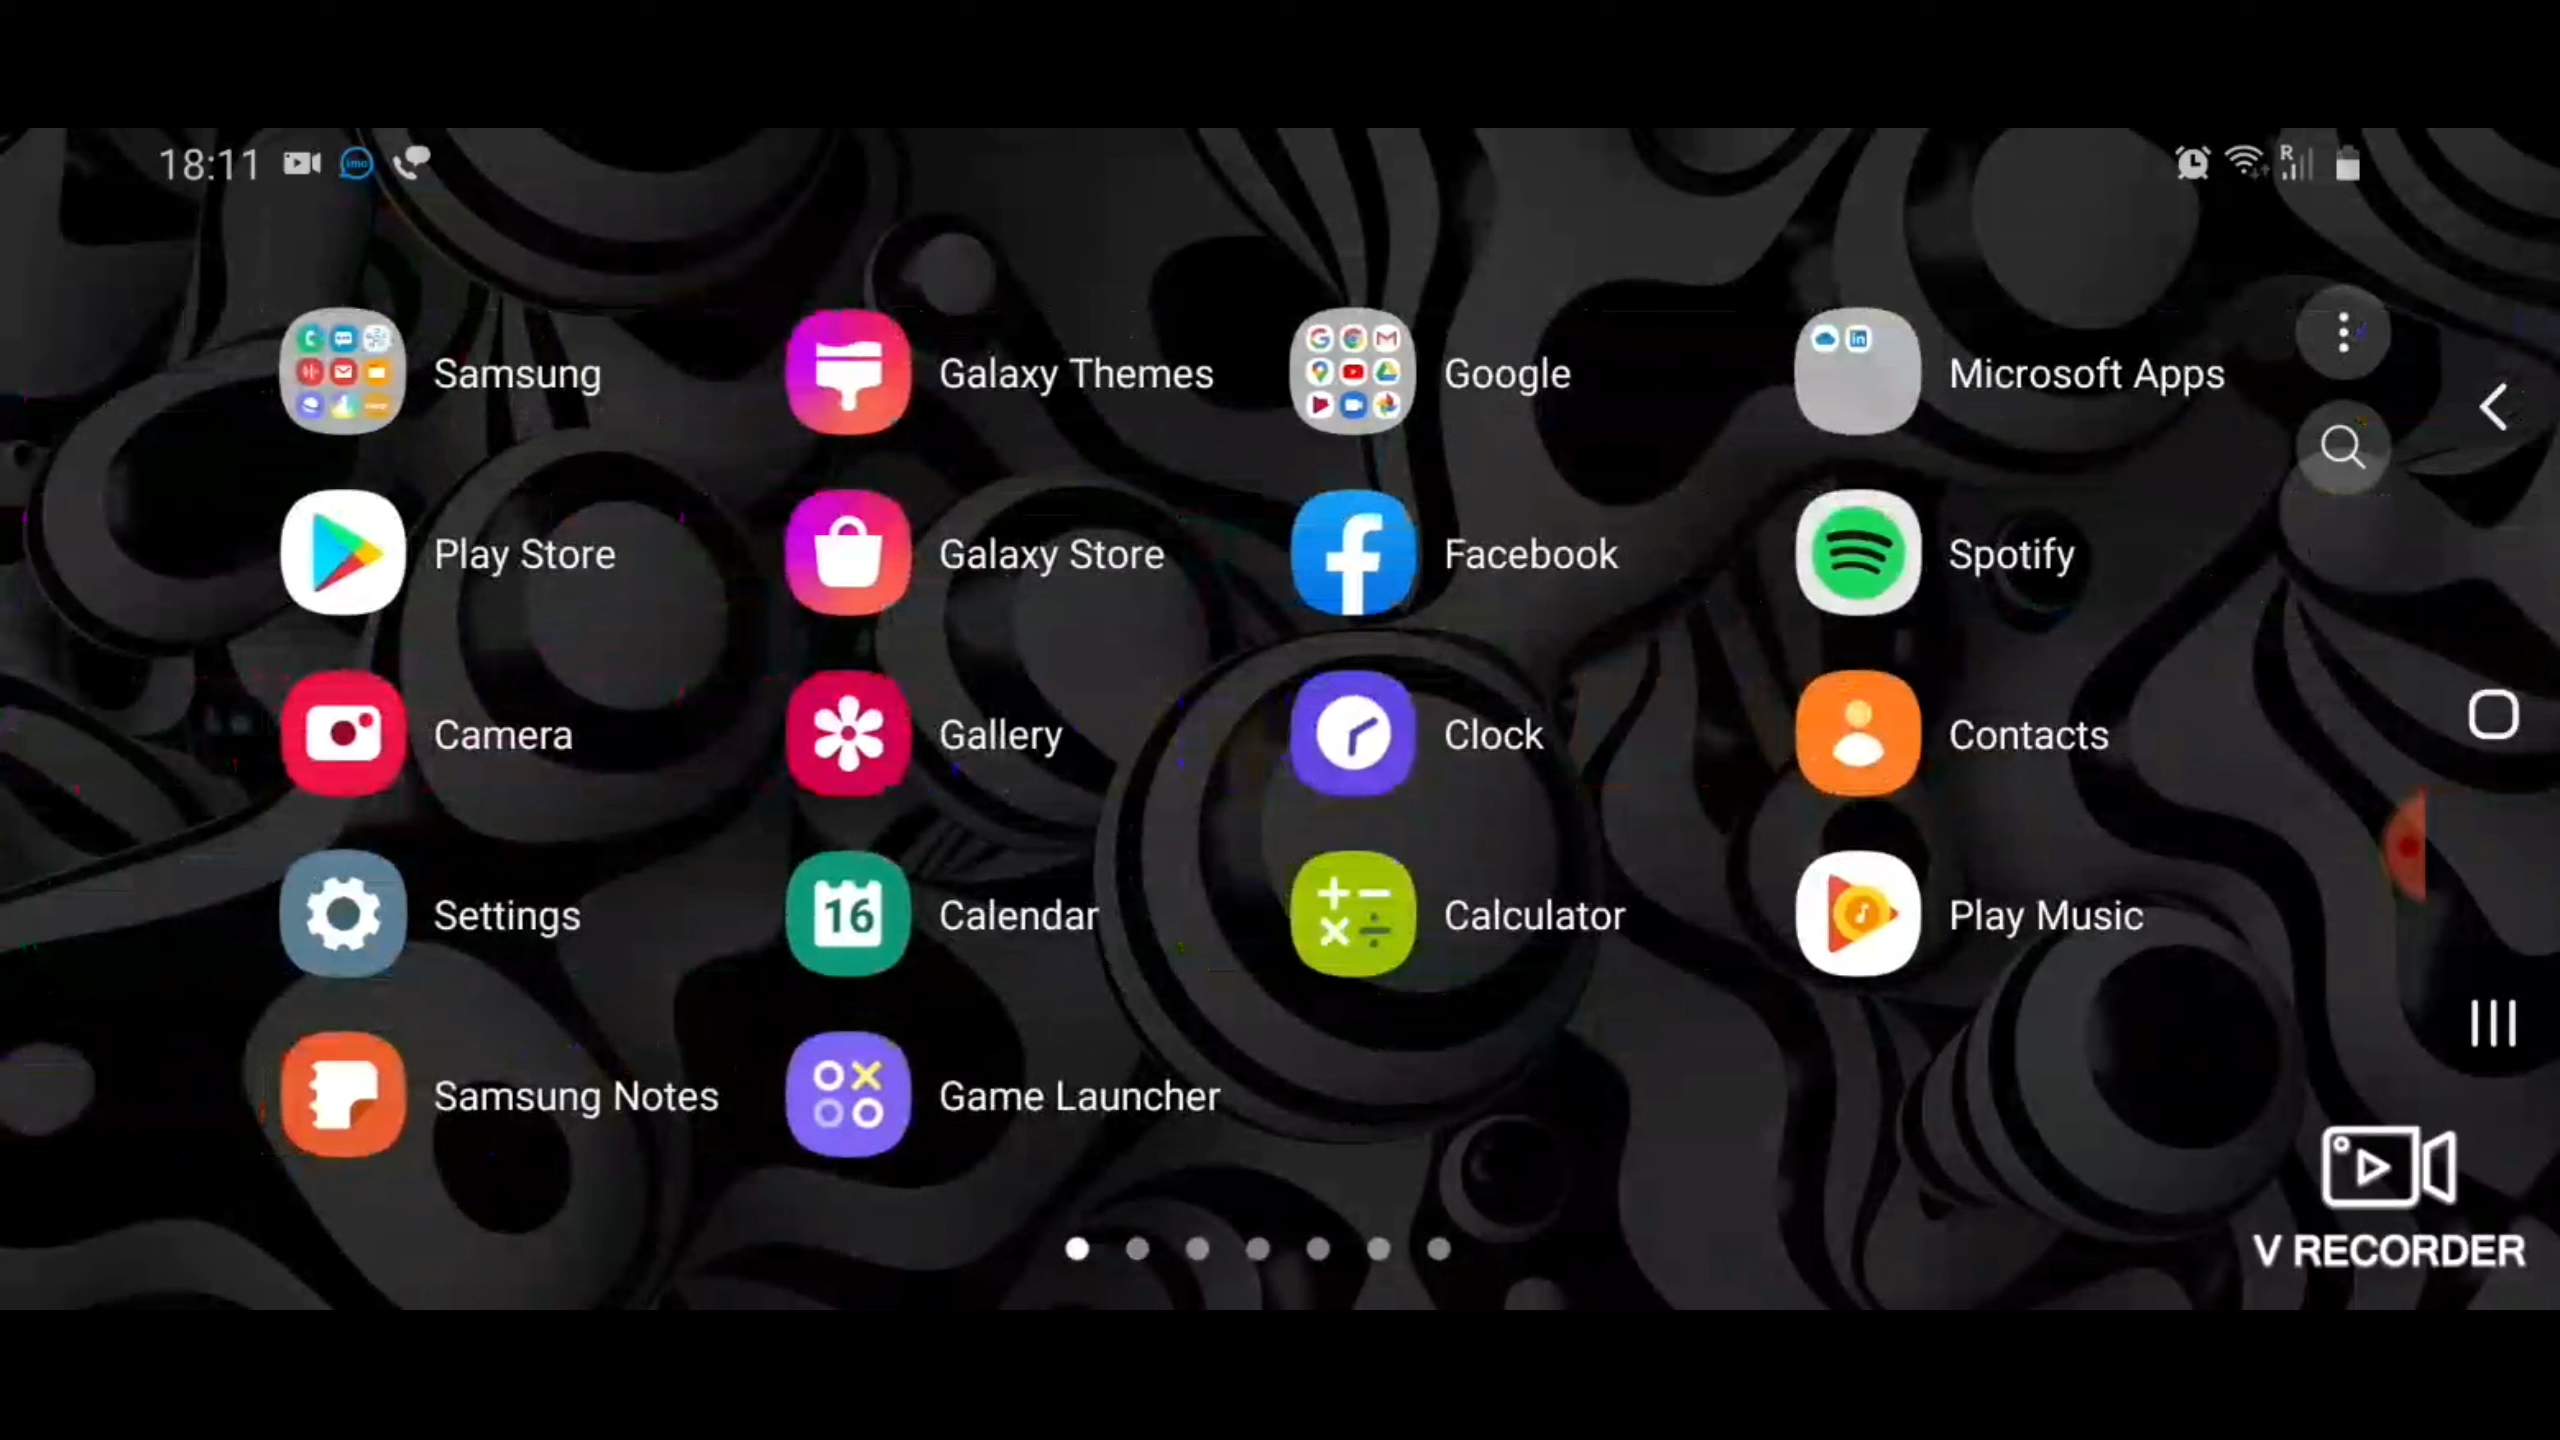 18:11
imo
R
Samsung
Galaxy Themes
Google
Microsoft Apps
Play Store
Galaxy Store
Facebook
Spotify
Camera
Gallery
Clock
Contacts
Settings
16
Calendar
Calculator
Play Music
Samsung Notes
Game Launcher
V RECORDER